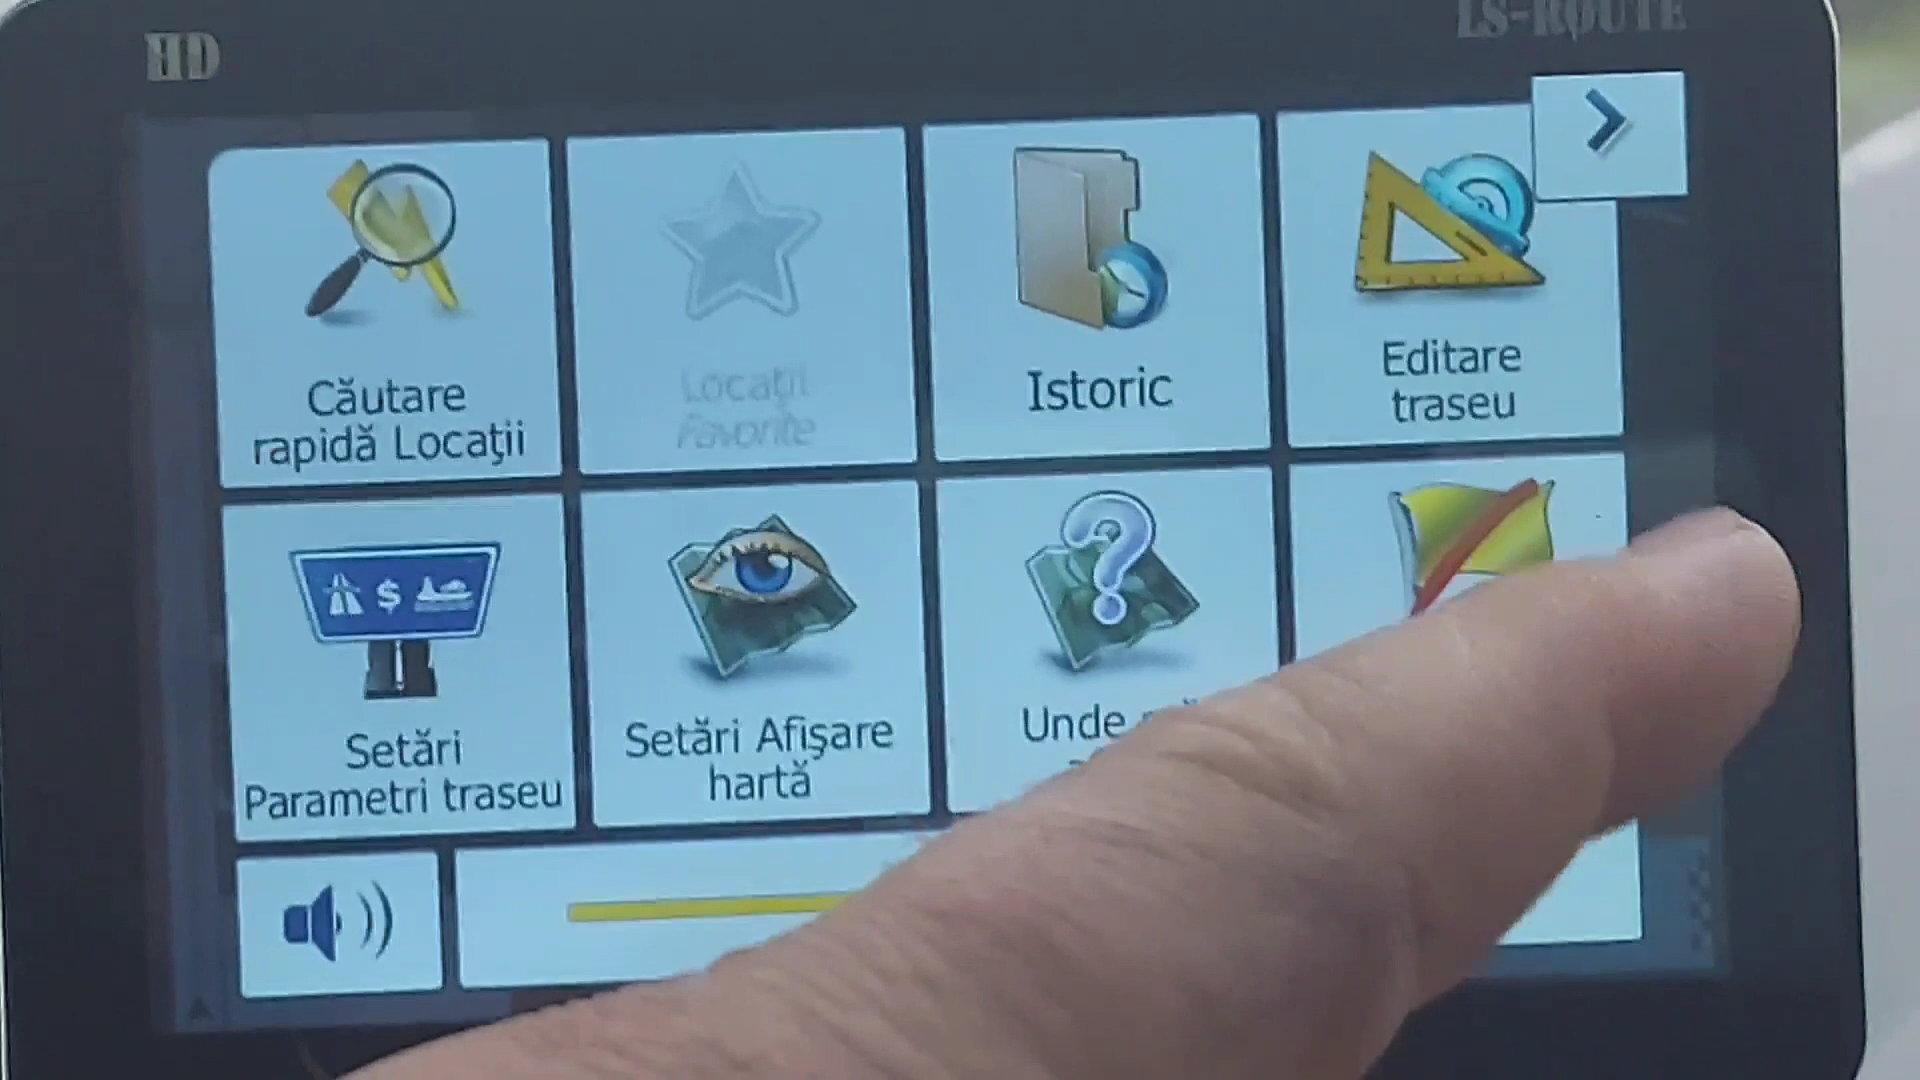 HD
LS-ROUTE
Căutare
rapidă Locaţii
Locaţii
Favorite
Istoric
Editare
traseu
$
Setări
Parametri traseu
Setări Afişare
hartă
Unde